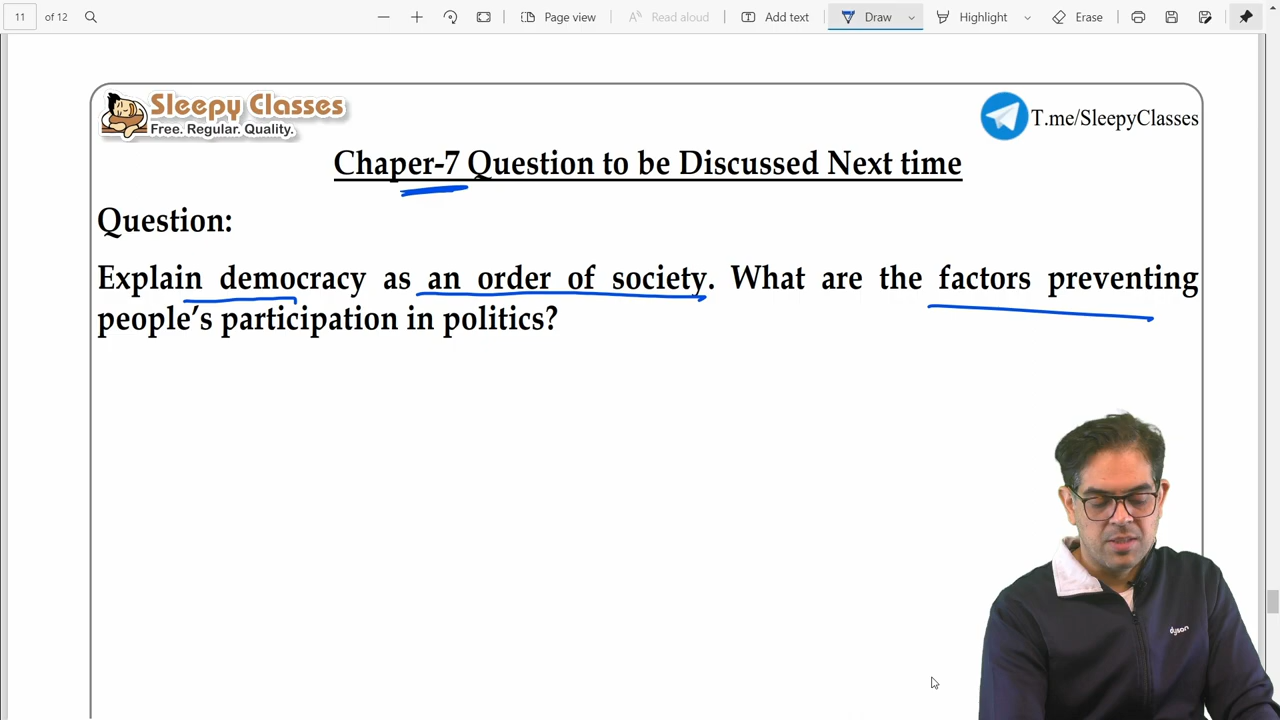 11 of 12 Page view Read aloud Add text Draw Highlight Erase
Sleepy Classes
Free. Regular. Quality.
T.me/SleepyClasses
Chaper-7 Question to be Discussed Next time
Question:
Explain democracy as an order of society. What are the factors preventing
people's participation in politics?
dyson